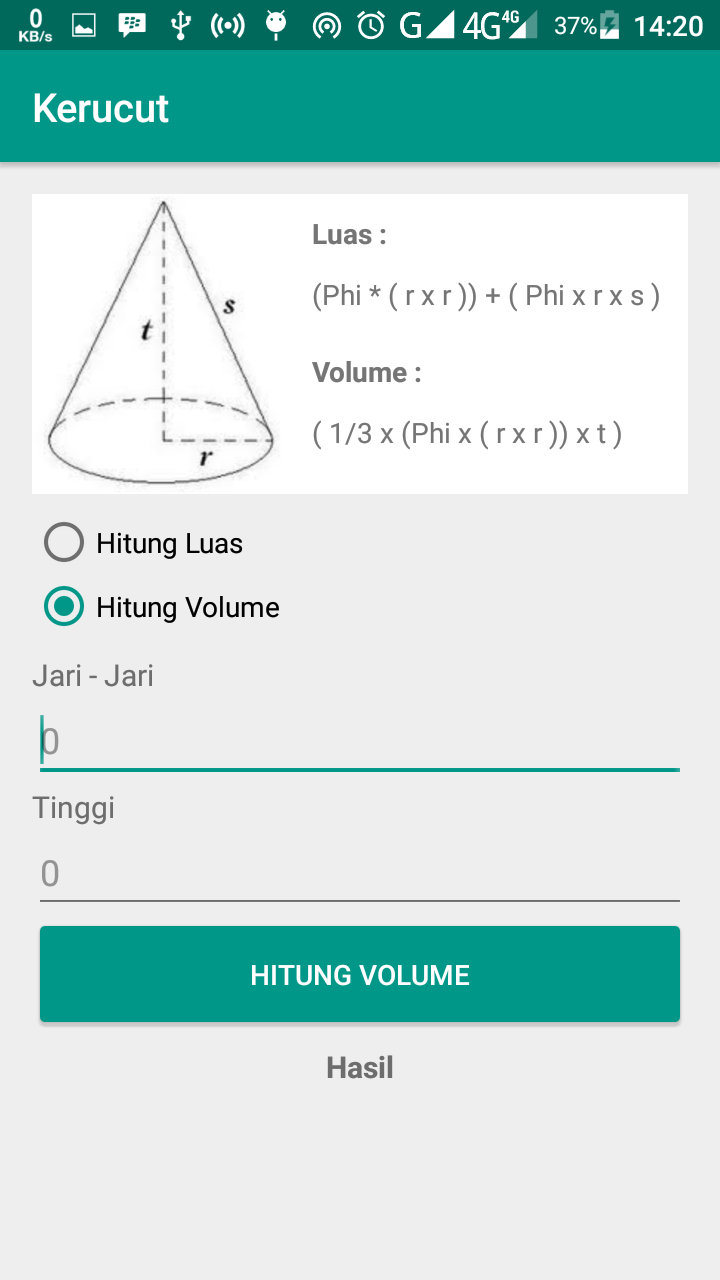 0
KB/s
G 4G 4G 37% 14:20
Kerucut
Luas :
(Phi * ( r x r )) + ( Phi x r x s )
Volume :
( 1/3 x (Phi x ( r x r )) x t )
s
t
r
Hitung Luas
Hitung Volume
Jari - Jari
0
Tinggi
0
HITUNG VOLUME
Hasil